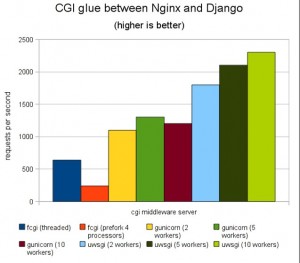 CGI glue between Nginx and Django
(higher is better)
2500
2000
1500
1000
500
0
requests per second
cgi middleware server
fcgi (threaded)
fcgi (prefork 4 processors)
gunicorn (2 workers)
gunicorn (5 workers)
gunicorn (10 workers)
uwsgi (2 workers)
uwsgi (5 workers)
uwsgi (10 workers)